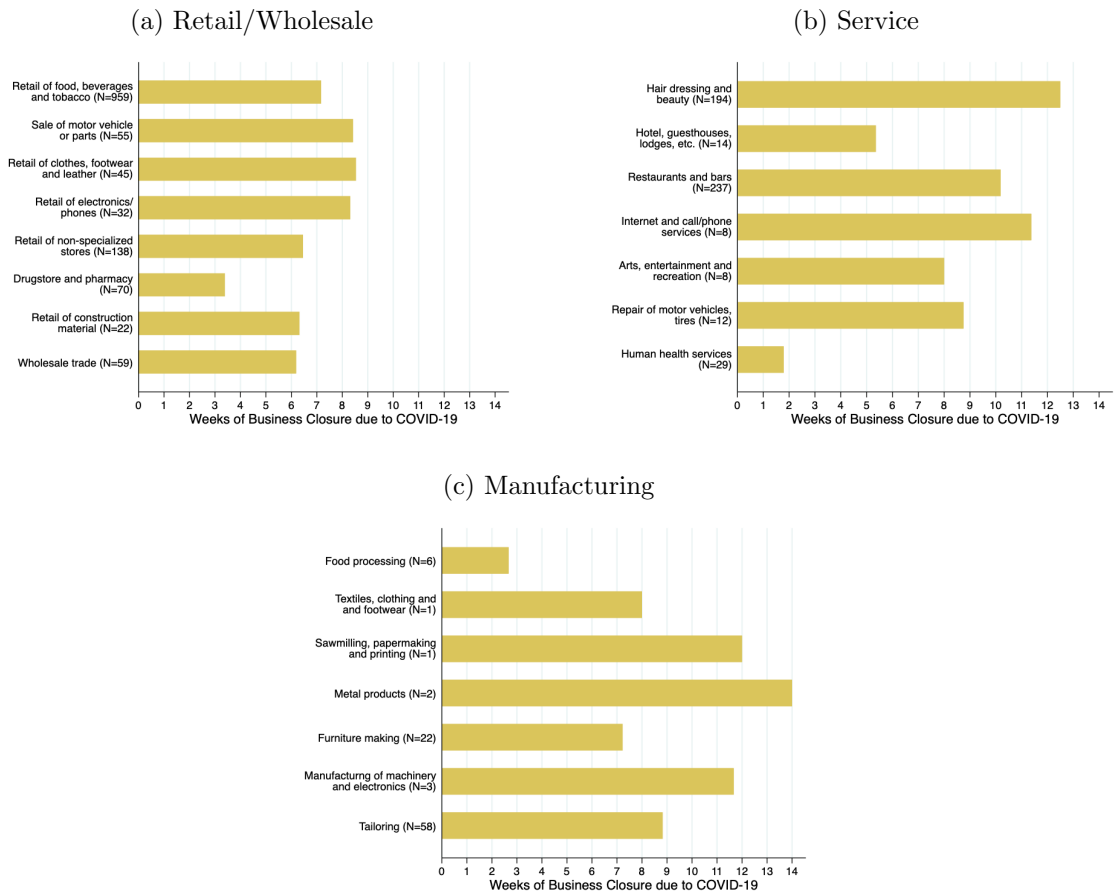 (a) Retail/Wholesale
Retail of food, beverages
and tobacco (N=959)
Sale of motor vehicle
or parts (N=55)
Retail of clothes, footwear
and leather (N=45)
Retail of electronics/
phones (N=32)
Retail of non-specialized
stores (N=138)
Drugstore and pharmacy
(N=70)
Retail of construction
material (N=22)
Wholesale trade (N=59)
0 1 2 3 4 5 6 7 8 9 10 11 12 13 14
Weeks of Business Closure due to COVID-19
(b) Service
Hair dressing and
beauty (N=194)
Hotel, guesthouses,
lodges, etc. (N=14)
Restaurants and bars
(N=237)
Internet and call/phone
services (N=8)
Arts, entertainment and
recreation (N=8)
Repair of motor vehicles,
tires (N=12)
Human health services
(N=29)
0 1 2 3 4 5 6 7 8 9 10 11 12 13 14
Weeks of Business Closure due to COVID-19
(c) Manufacturing
Food processing (N=6)
Textiles, clothing and
and footwear (N=1)
Sawmilling, papermaking
and printing (N=1)
Metal products (N=2)
Furniture making (N=22)
Manufacturng of machinery
and electronics (N=3)
Tailoring (N=58)
0 1 2 3 4 5 6 7 8 9 10 11 12 13 14
Weeks of Business Closure due to COVID-19